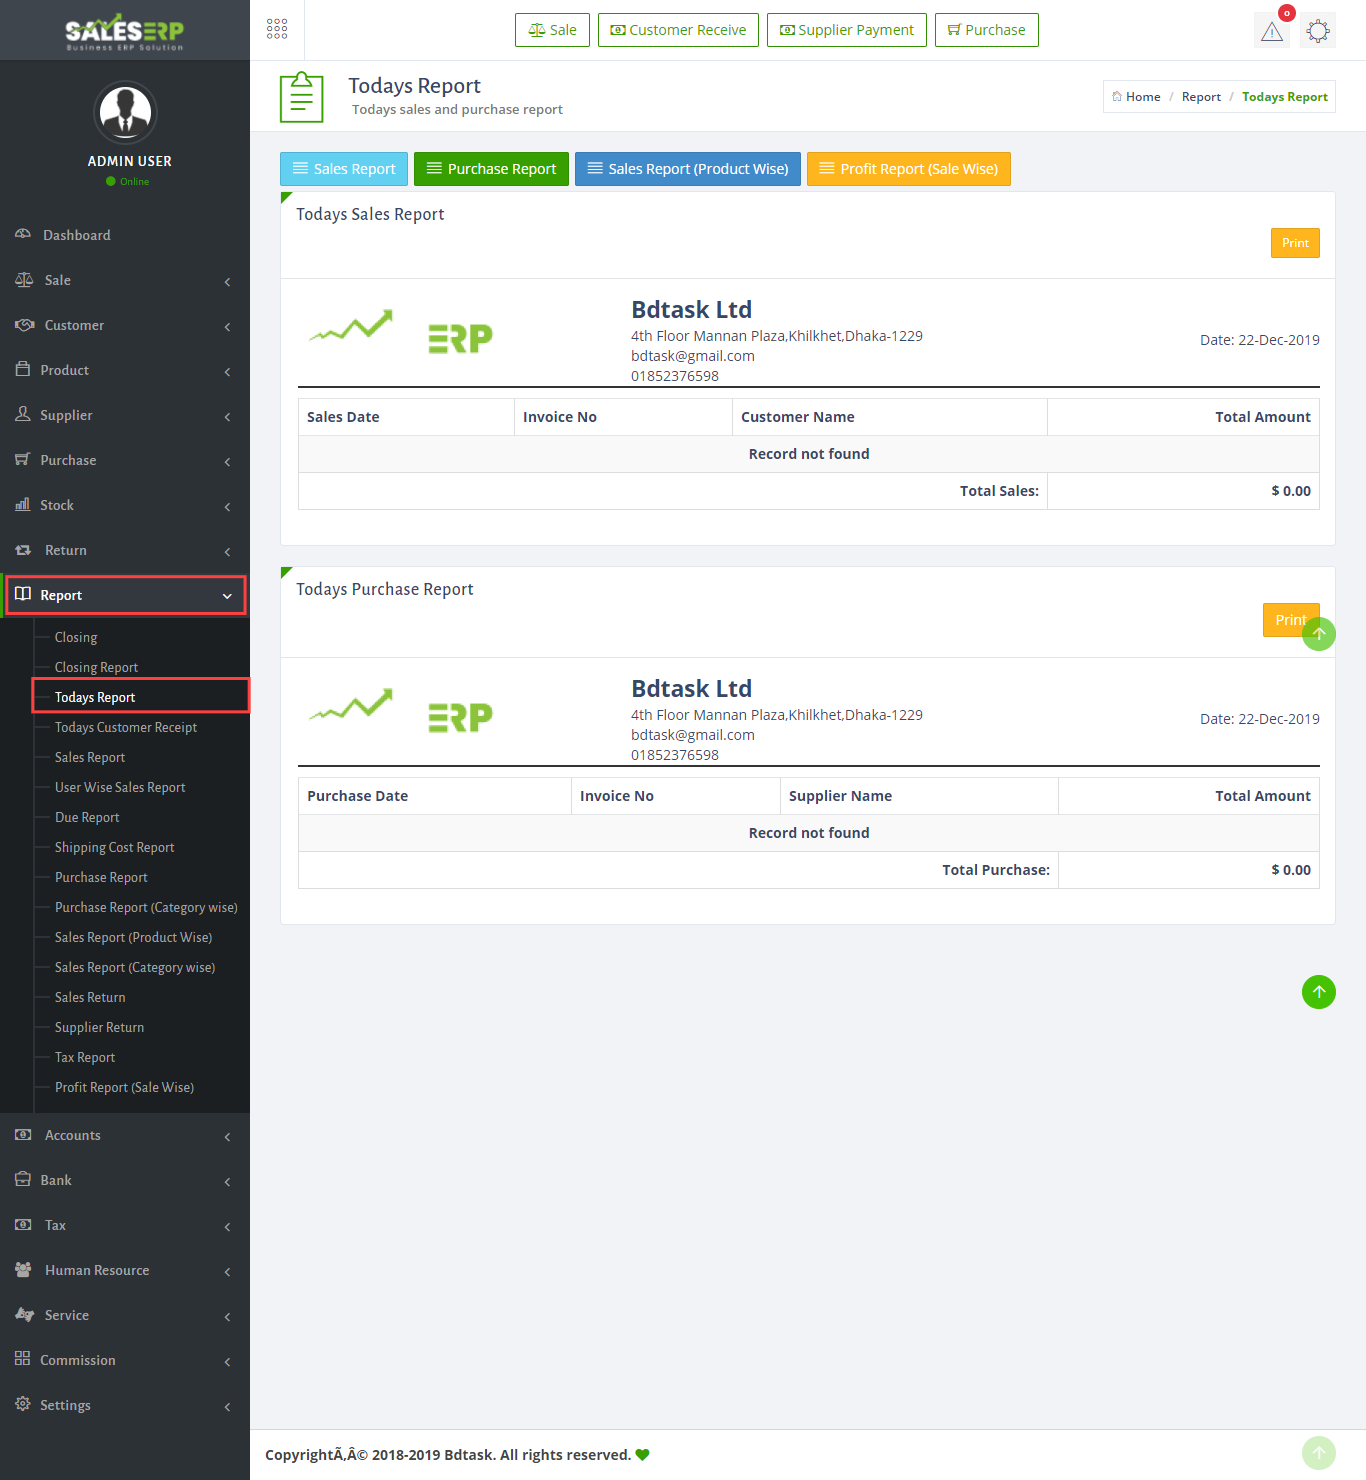 SALESERP
Business ERP Solution
ADMIN USER
Online
Dashboard
Sale
Customer
Product
Supplier
Purchase
Stock
Return
Report
Closing
Closing Report
Todays Report
Todays Customer Receipt
Sales Report
User Wise Sales Report
Due Report
Shipping Cost Report
Purchase Report
Purchase Report (Category wise)
Sales Report (Product Wise)
Sales Report (Category wise)
Sales Return
Supplier Return
Tax Report
Profit Report (Sale Wise)
Accounts
Bank
Tax
Human Resource
Service
Commission
Settings
Sale Customer Receive Supplier Payment Purchase
0
Todays Report
Todays sales and purchase report
Home / Report / Todays Report
Sales Report Purchase Report Sales Report (Product Wise) Profit Report (Sale Wise)
Todays Sales Report
Print
ERP
Bdtask Ltd
4th Floor Mannan Plaza,Khilkhet,Dhaka-1229
bdtask@gmail.com
01852376598
Date: 22-Dec-2019
Sales Date Invoice No Customer Name Total Amount
Record not found
Total Sales: $ 0.00
Todays Purchase Report
Print
ERP
Bdtask Ltd
4th Floor Mannan Plaza,Khilkhet,Dhaka-1229
bdtask@gmail.com
01852376598
Date: 22-Dec-2019
Purchase Date Invoice No Supplier Name Total Amount
Record not found
Total Purchase: $ 0.00
CopyrightÃ‚Â© 2018-2019 Bdtask. All rights reserved.